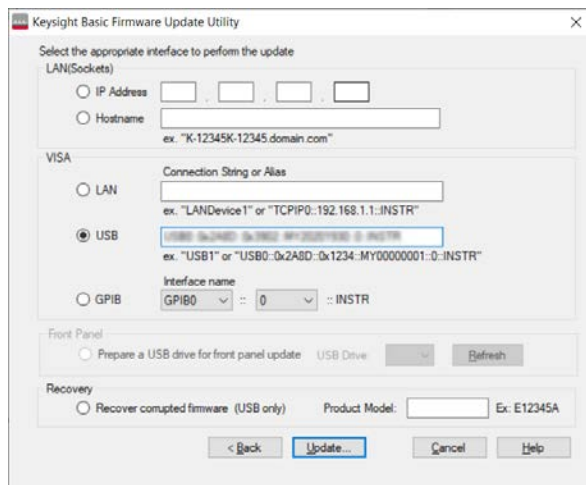 Keysight Basic Firmware Update Utility
Select the appropriate interface to perform the update
LAN(Sockets)
IP Address . . .
Hostname
ex. "K-12345K-12345.domain.com"
VISA
Connection String or Alias
LAN
ex. "LANDevice1" or "TCPIP0::192.168.1.1::INSTR"
USB
ex. "USB1" or "USB0::0x2A8D::0x1234::MY00000001::0::INSTR"
Interface name
GPIB GPIB0 :: 0 :: INSTR
Front Panel
Prepare a USB drive for front panel update USB Drive: Refresh
Recovery
Recover corrupted firmware (USB only) Product Model: Ex: E12345A
< Back Update... Cancel Help